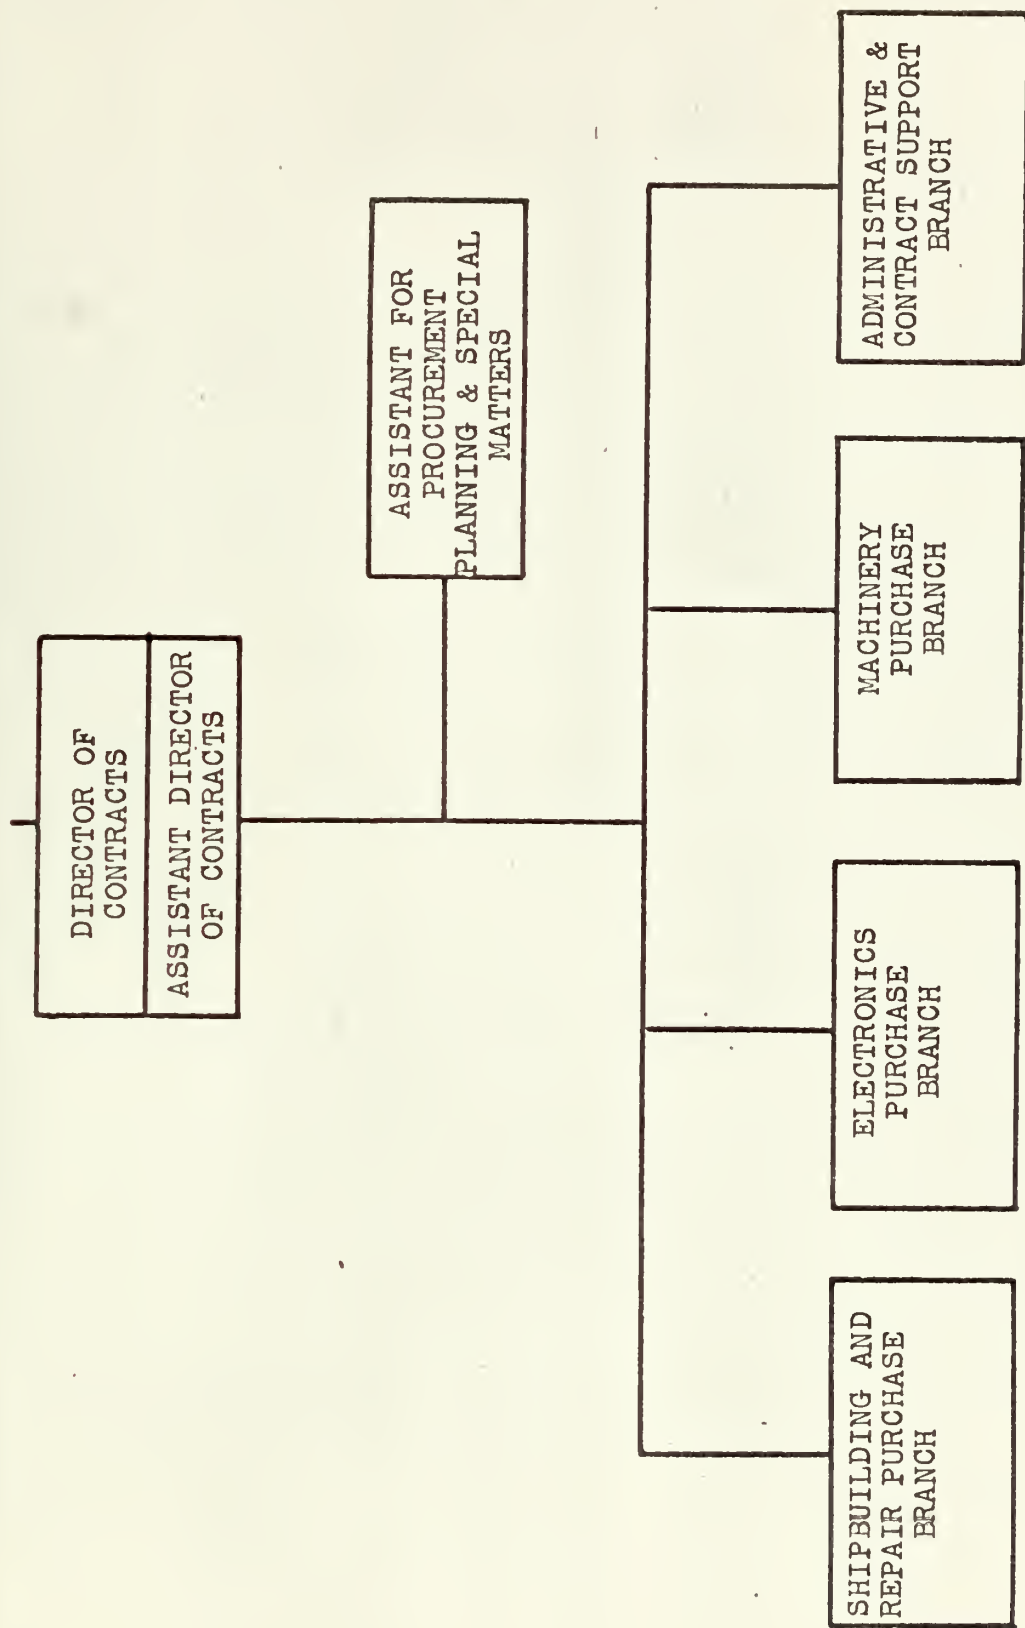 DIRECTOR OF
CONTRACTS
ASSISTANT DIRECTOR
OF CONTRACTS
ASSISTANT FOR
PROCUREMENT
PLANNING & SPECIAL
MATTERS
SHIPBUILDING AND
REPAIR PURCHASE
BRANCH
ELECTRONICS
PURCHASE
BRANCH
MACHINERY
PURCHASE
BRANCH
ADMINISTRATIVE &
CONTRACT SUPPORT
BRANCH